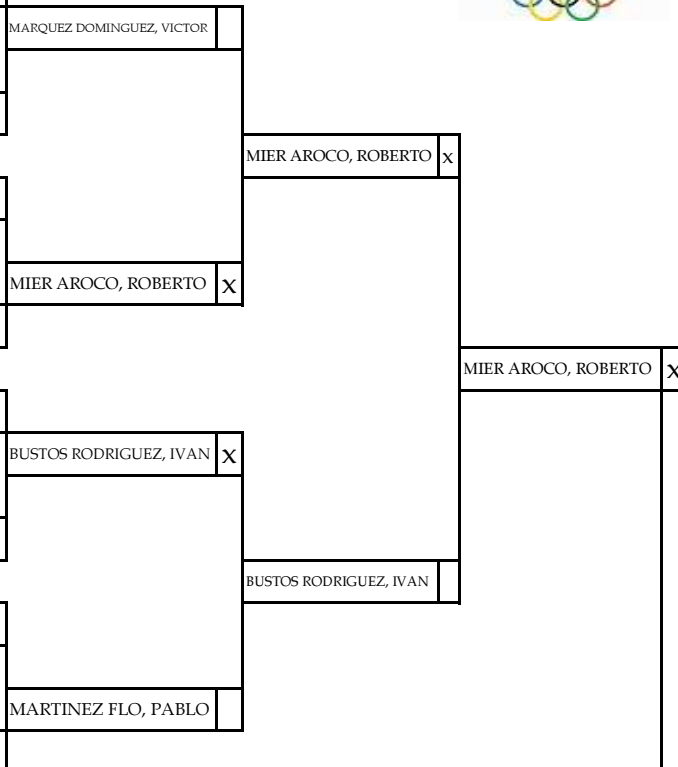 MARQUEZ DOMINGUEZ, VICTOR
MIER AROCO, ROBERTO x
MIER AROCO, ROBERTO x
MIER AROCO, ROBERTO x
BUSTOS RODRIGUEZ, IVAN x
BUSTOS RODRIGUEZ, IVAN
MARTINEZ FLO, PABLO